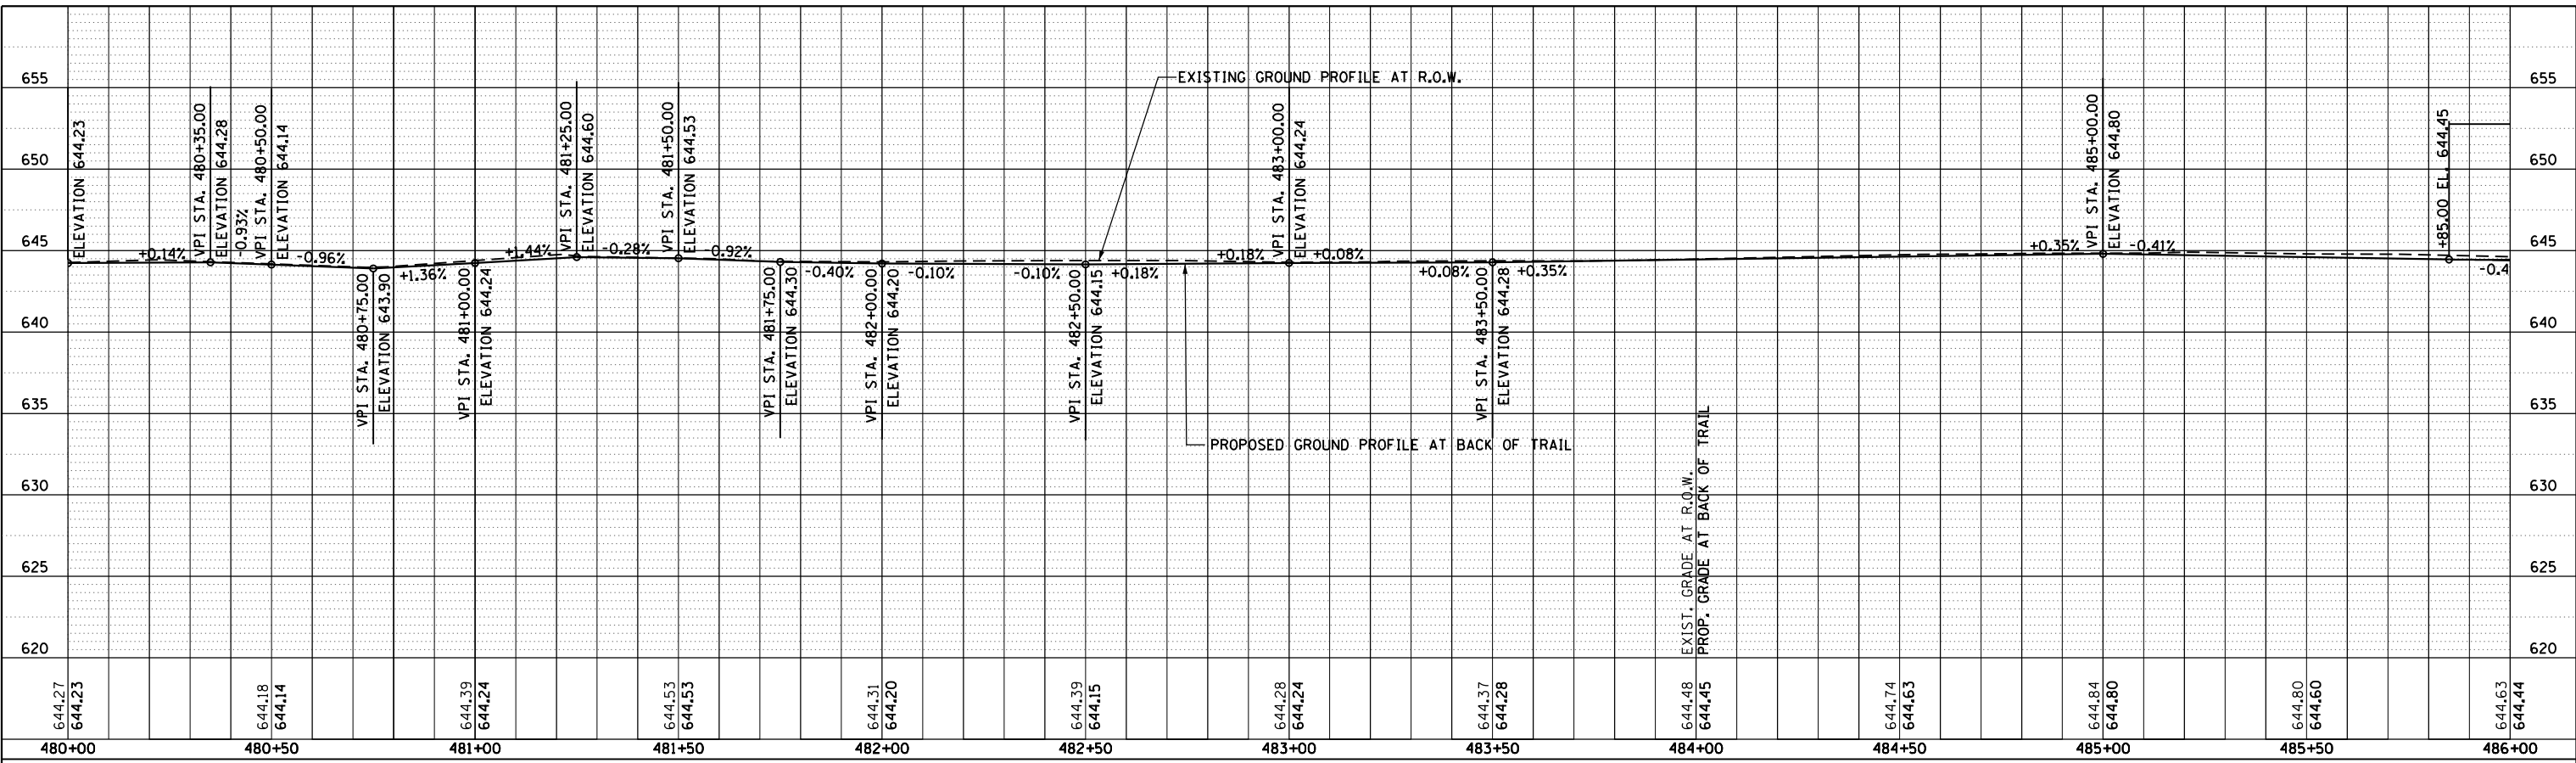 EXISTING GROUND PROFILE AT R.O.W.
655
655
650
650
645
645
640
640
635
635
630
630
625
625
620
620
ELEVATION 644.23
+0.14%
VPI STA. 480+35.00
ELEVATION 644.28
-0.93%
VPI STA. 480+50.00
ELEVATION 644.14
-0.96%
VPI STA. 480+75.00
ELEVATION 643.90
+1.36%
VPI STA. 481+00.00
ELEVATION 644.24
+1.44%
VPI STA. 481+25.00
ELEVATION 644.60
-0.28%
VPI STA. 481+50.00
ELEVATION 644.53
-0.92%
VPI STA. 481+75.00
ELEVATION 644.30
-0.40%
VPI STA. 482+00.00
ELEVATION 644.20
-0.10%
-0.10%
VPI STA. 482+50.00
ELEVATION 644.15
+0.18%
+0.18%
VPI STA. 483+00.00
ELEVATION 644.24
+0.08%
+0.08%
VPI STA. 483+50.00
ELEVATION 644.28
+0.35%
+0.35%
VPI STA. 485+00.00
ELEVATION 644.80
-0.41%
+85.00 EL. 644.45
-0.4
PROPOSED GROUND PROFILE AT BACK OF TRAIL
EXIST. GRADE AT R.O.W.
PROP. GRADE AT BACK OF TRAIL
644.27
644.23
644.18
644.14
644.39
644.24
644.53
644.53
644.31
644.20
644.39
644.15
644.28
644.24
644.37
644.28
644.48
644.45
644.74
644.63
644.84
644.80
644.80
644.60
644.63
644.44
480+00
480+50
481+00
481+50
482+00
482+50
483+00
483+50
484+00
484+50
485+00
485+50
486+00